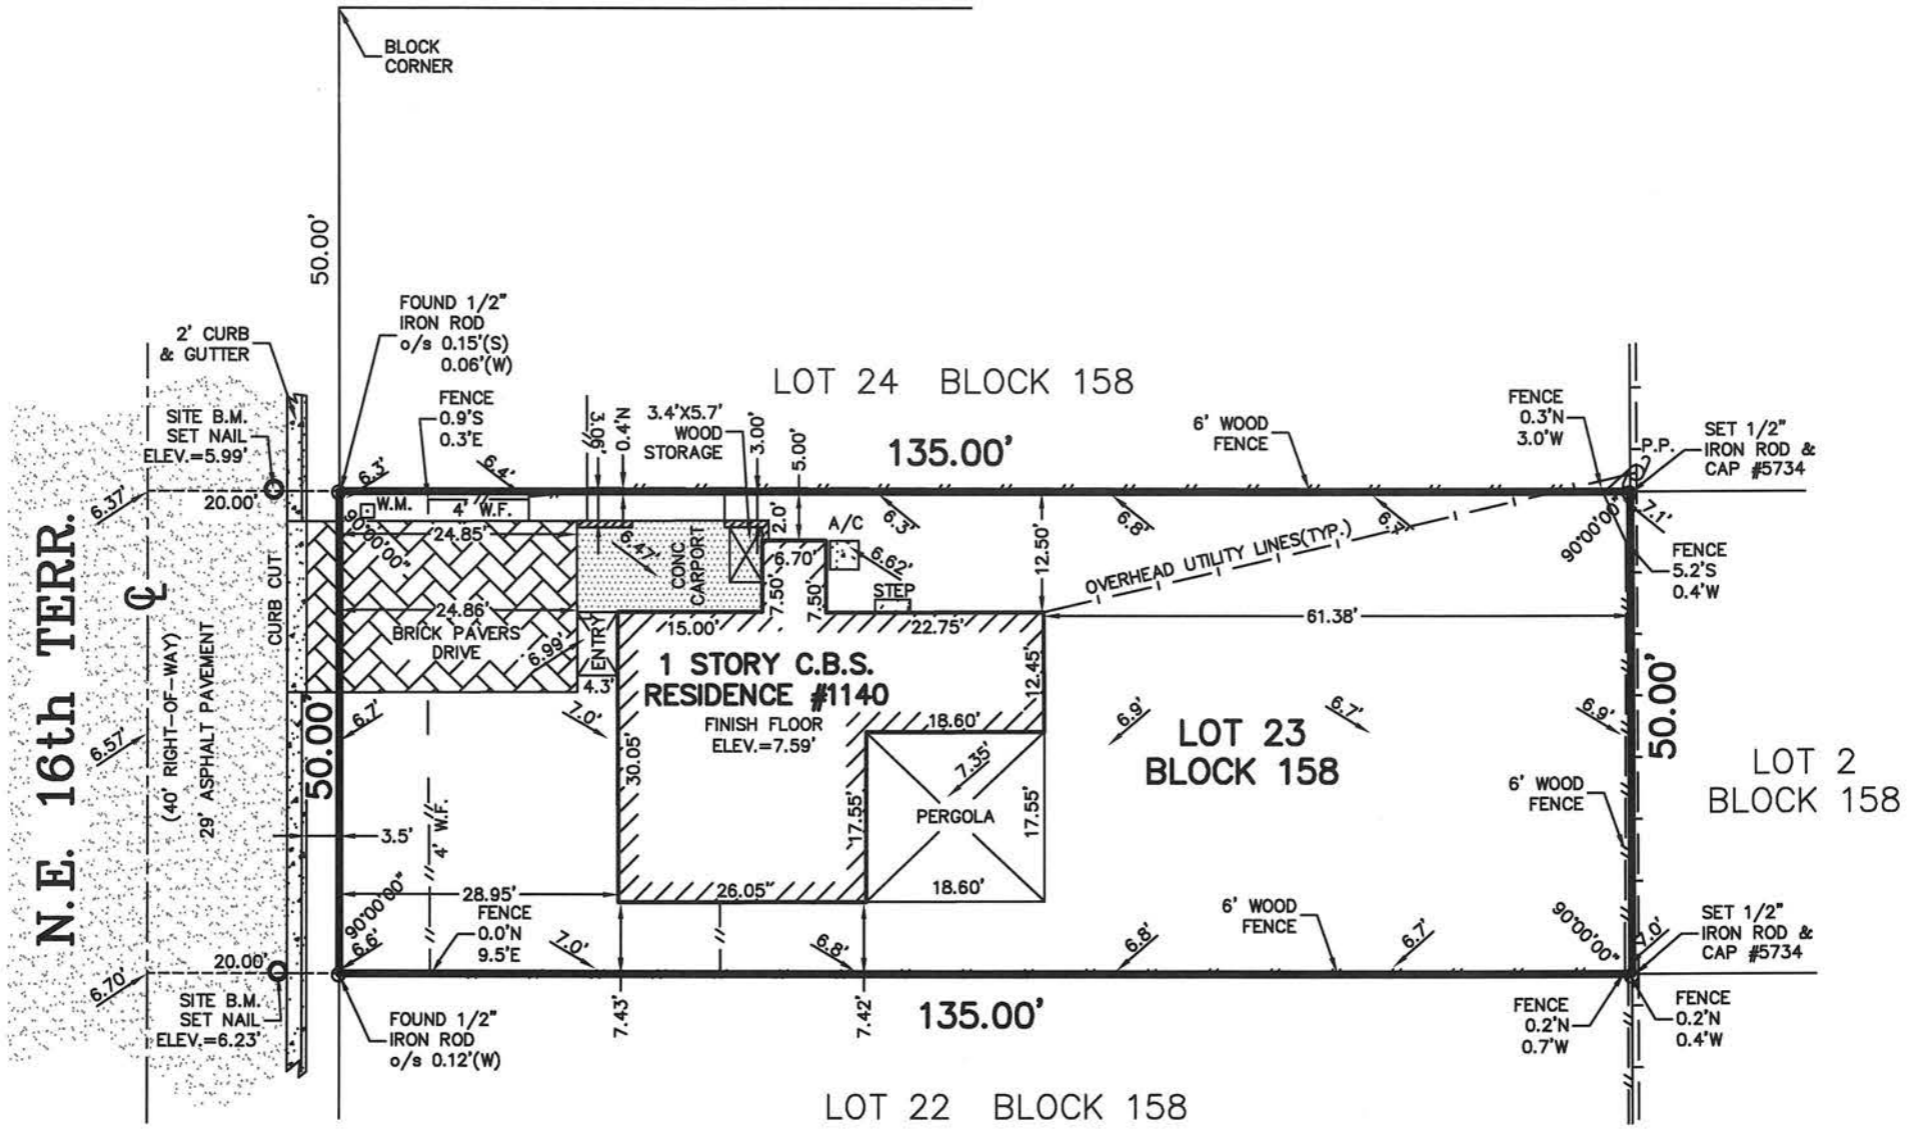 BLOCK
CORNER
50.00'
FOUND 1/2"
IRON ROD
o/s 0.15'(S)
0.06'(W)
2' CURB
& GUTTER
LOT 24 BLOCK 158
FENCE
0.9'S
0.3'E
3.06'
0.4'N
3.4'X5.7'
WOOD
STORAGE
3.00'
5.00'
135.00'
6' WOOD
FENCE
FENCE
0.3'N
3.0'W
P.P.
SET 1/2"
IRON ROD &
CAP #5734
SITE B.M.
SET NAIL
ELEV.=5.99'
20.00'
6.37'
6.3'
6.4'
W.M.
4' W.F.
90°00'00"
24.85'
6.47'
CONC
CARPORT
2.0'
6.70'
7.50'
7.50'
A/C
6.62'
STEP
6.3'
12.50'
6.8'
OVERHEAD UTILITY LINES(TYP.)
90°00'00"
7.1'
FENCE
5.2'S
0.4'W
CURB CUT
24.86'
BRICK PAVERS
DRIVE
6.99'
ENTRY
4.3'
15.00'
22.75'
61.38'
1 STORY C.B.S.
RESIDENCE #1140
FINISH FLOOR
ELEV.=7.59'
12.45'
18.60'
N.E. 16th TERR.
℄
(40' RIGHT-OF-WAY)
29' ASPHALT PAVEMENT
6.57'
50.00'
6.7'
7.0'
30.05'
6.9'
6.7'
6.9'
LOT 23
BLOCK 158
50.00'
LOT 2
BLOCK 158
7.35'
PERGOLA
17.55'
17.55'
18.60'
6' WOOD
FENCE
3.5'
4' W.F.
28.95'
26.05"
FENCE
0.0'N
9.5'E
90°00'00"
6.6'
7.0'
6.8'
6.8'
6' WOOD
FENCE
6.7'
90°00'00"
7.0'
SET 1/2"
IRON ROD &
CAP #5734
20.00'
6.70'
SITE B.M.
SET NAIL
ELEV.=6.23'
FOUND 1/2"
IRON ROD
o/s 0.12'(W)
7.43'
7.42'
135.00'
FENCE
0.2'N
0.7'W
FENCE
0.2'N
0.4'W
LOT 22 BLOCK 158